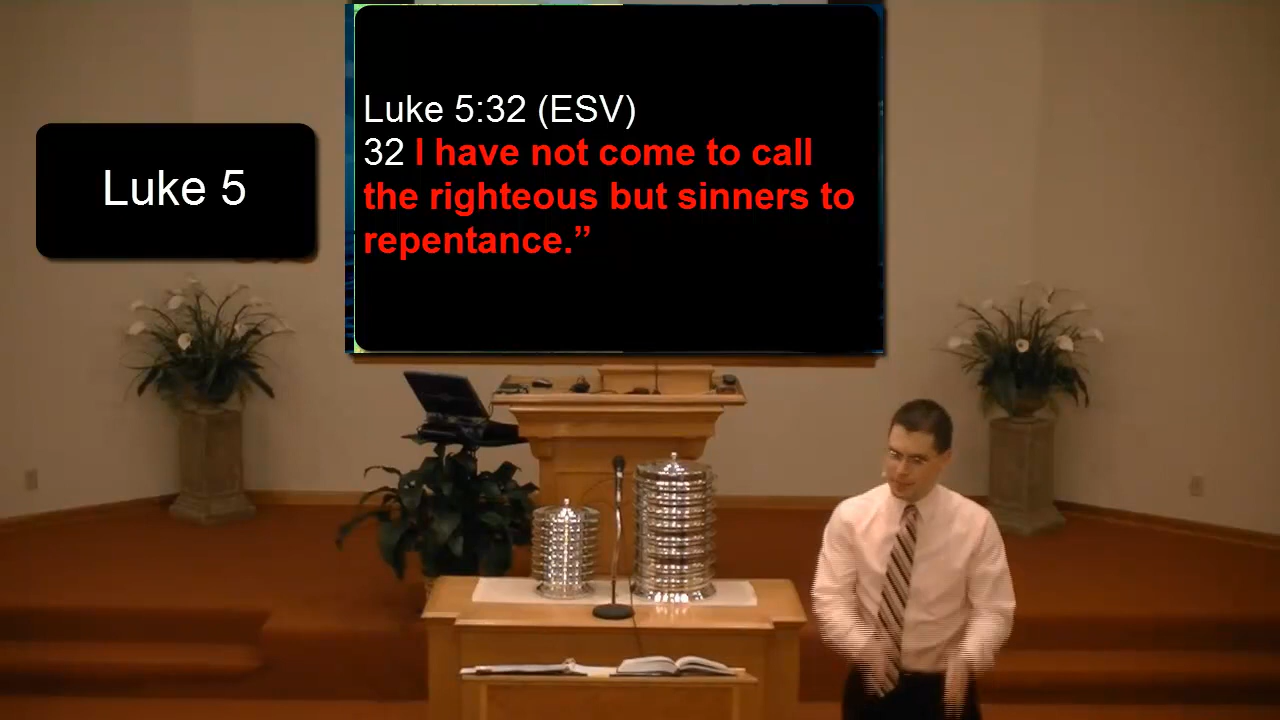 Luke 5
Luke 5:32 (ESV)
32 I have not come to call
the righteous but sinners to
repentance.”